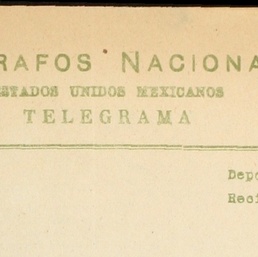 RAFOS NACIONA
ESTADOS UNIDOS MEXICANOS
TELEGRAMA
Depo
Reci